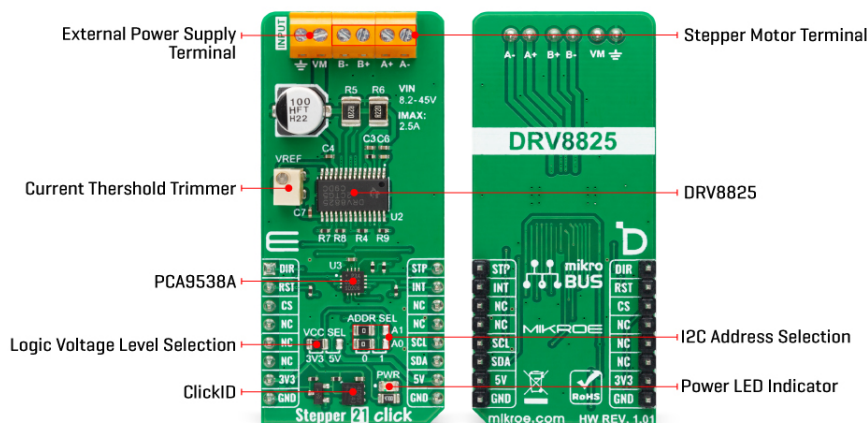 External Power Supply
Terminal
Current Thershold Trimmer
PCA9538A
Logic Voltage Level Selection
ClickID
INPUT
VM B- B+ A+ A-
100
HFT
H22
R5 R6
VIN
8.2-45V
IMAX:
2.5A
C4 C3 C6
VREF
C7
U2
R7 R8 R4 R9
U3
DIR STP
RST INT
CS NC
NC NC
NC SCL
NC SDA
3V3 5V
GND GND
ADDR SEL
VCC SEL
A1
A0
3V3 5V
0 1
PWR
Stepper 21 click
A- A+ B+ B- VM
DRV8825
STP DIR
INT RST
NC CS
NC NC
SCL NC
SDA NC
5V 3V3
GND GND
mikro
BUS
MIKROE
RoHS
mikroe.com HW REV. 1.01
Stepper Motor Terminal
DRV8825
I2C Address Selection
Power LED Indicator